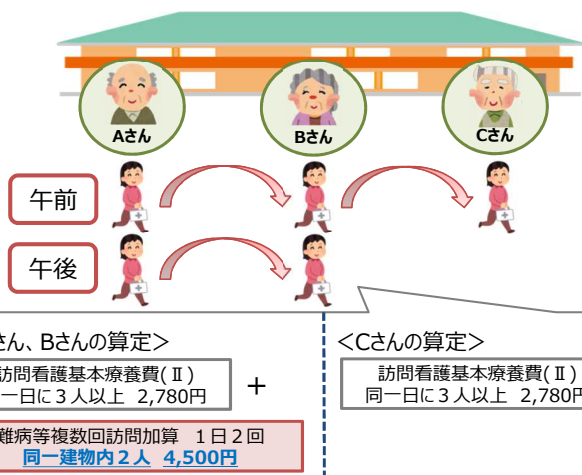 Aさん
Bさん
Cさん
午前
午後
さん、Bさんの算定>
<Cさんの算定>
訪問看護基本療養費(Ⅱ)
一日に3人以上 2,780円
+
訪問看護基本療養費(Ⅱ)
同一日に3人以上 2,780円
難病等複数回訪問加算 1日2回
同一建物内2人 4,500円